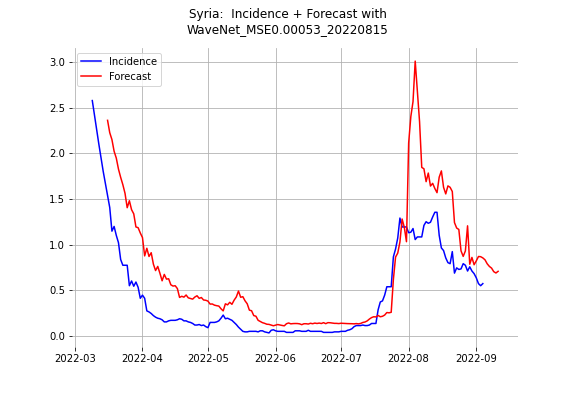 Syria:  Incidence + Forecast with
WaveNet_MSE0.00053_20220815
Incidence
Forecast
3.0
2.5
2.0
1.5
1.0
0.5
0.0
2022-03 2022-04 2022-05 2022-06 2022-07 2022-08 2022-09